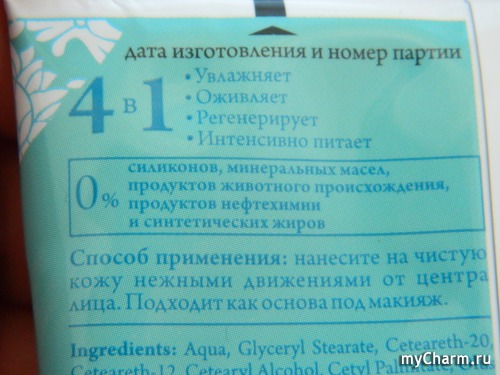 дата изготовления и номер партии
4 в 1
• Увлажняет
• Оживляет
• Регенерирует
• Интенсивно питает
0%
силиконов, минеральных масел,
продуктов животного происхождения,
продуктов нефтехимии
и синтетических жиров
Способ применения: нанесите на чистую
кожу нежными движениями от центра
лица. Подходит как основа под макияж.
Ingredients: Aqua, Glyceryl Stearate, Ceteareth-20,
Ceteareth-12, Cetearyl Alcohol, Cetyl Palmitate,
myCharm.ru